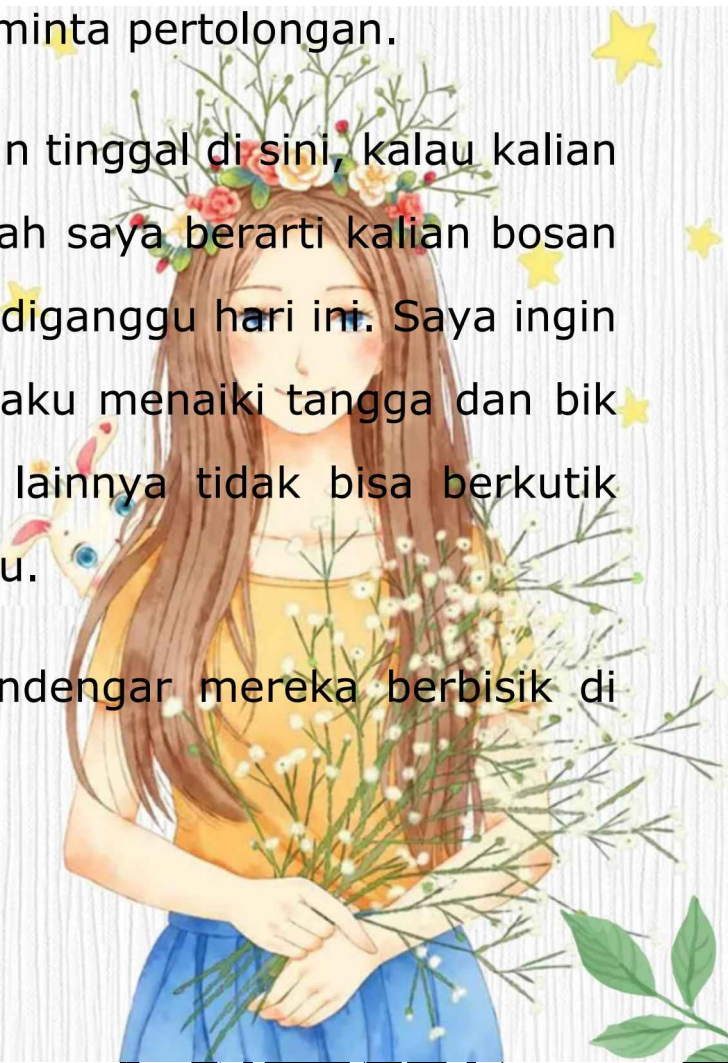 minta pertolongan.
n tinggal di sini, kalau kalian
ah saya berarti kalian bosan
diganggu hari ini. Saya ingin
aku menaiki tangga dan bik
lainnya tidak bisa berkutik
u.
ndengar mereka berbisik di